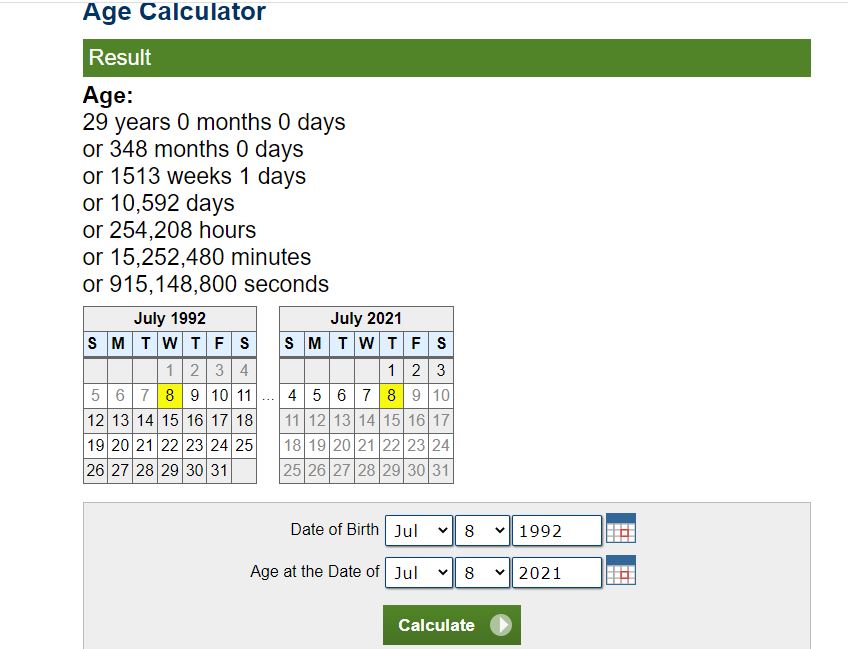 Age Calculator
Result
Age:
29 years 0 months 0 days
or 348 months 0 days
or 1513 weeks 1 days
or 10,592 days
or 254,208 hours
or 15,252,480 minutes
or 915,148,800 seconds
July 1992
S M T W T F S
1 2 3 4
5 6 7 8 9 10 11
12 13 14 15 16 17 18
19 20 21 22 23 24 25
26 27 28 29 30 31
...
July 2021
S M T W T F S
1 2 3
4 5 6 7 8 9 10
11 12 13 14 15 16 17
18 19 20 21 22 23 24
25 26 27 28 29 30 31
Date of Birth Jul 8 1992
Age at the Date of Jul 8 2021
Calculate